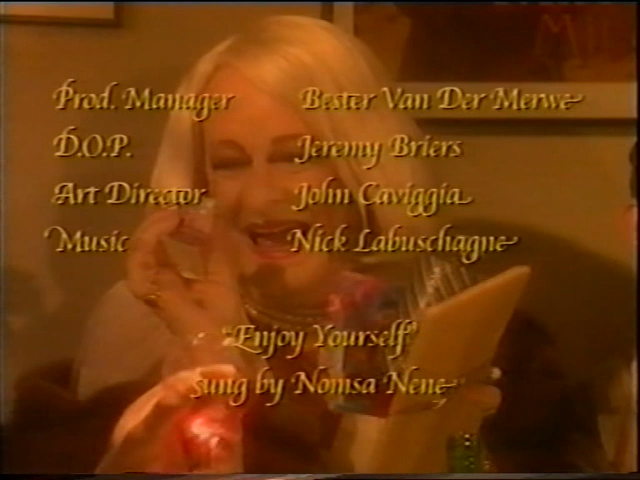 Prod. Manager Bester Van Der Merwe
D.O.P. Jeremy Briers
Art Director John Caviggia
Music Nick Labuschagne
"Enjoy Yourself"
sung by Nomsa Nene